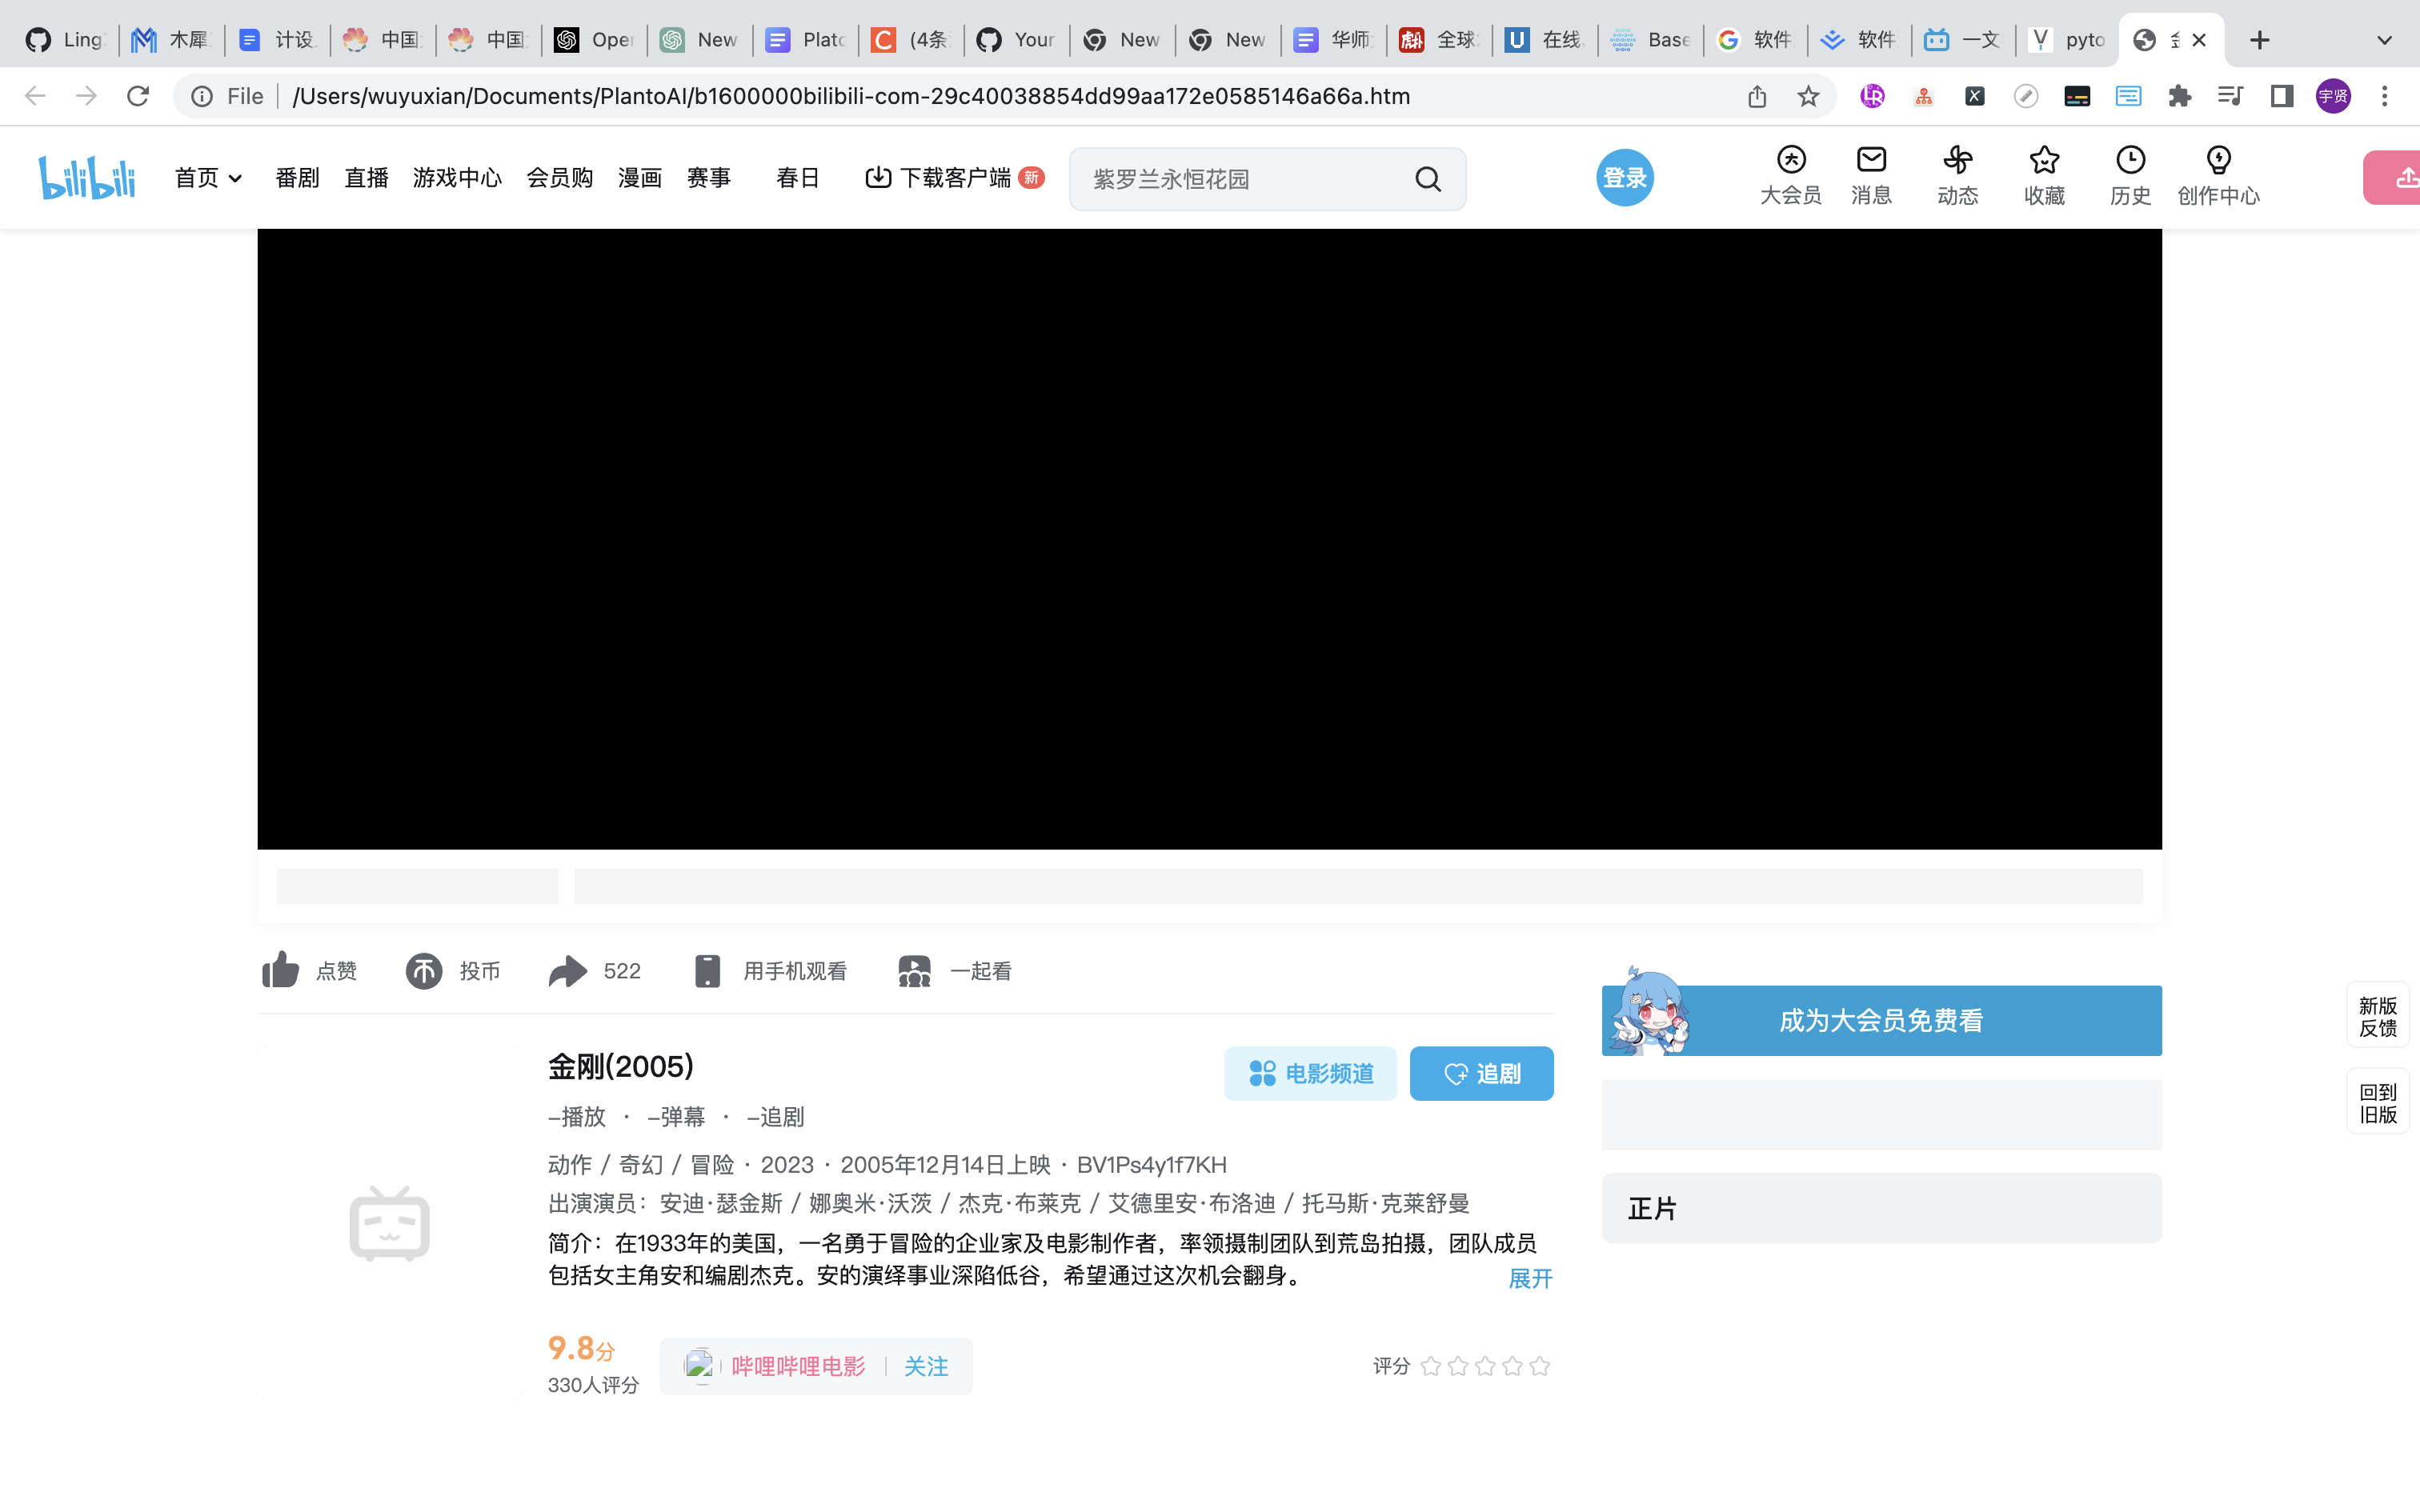 Ling 木犀 计设 中国 中国 Open New Plato (4条 Your New New 华师 全球 在线 Base 软件 软件 一文 pyto
File /Users/wuyuxian/Documents/PlantoAI/b1600000bilibili-com-29c40038854dd99aa172e0585146a66a.htm 宇贤
bilibili 首页 番剧 直播 游戏中心 会员购 漫画 赛事 春日 下载客户端 新 紫罗兰永恒花园 登录 大会员 消息 动态 收藏 历史 创作中心
点赞 投币 522 用手机观看 一起看
成为大会员免费看
新版
反馈
金刚(2005) 电影频道 追剧
–播放 · –弹幕 · –追剧
回到
旧版
动作 / 奇幻 / 冒险 · 2023 · 2005年12月14日上映 · BV1Ps4y1f7KH
出演演员：安迪·瑟金斯 / 娜奥米·沃茨 / 杰克·布莱克 / 艾德里安·布洛迪 / 托马斯·克莱舒曼
正片
简介：在1933年的美国，一名勇于冒险的企业家及电影制作者，率领摄制团队到荒岛拍摄，团队成员
包括女主角安和编剧杰克。安的演绎事业深陷低谷，希望通过这次机会翻身。 展开
9.8分
330人评分
哔哩哔哩电影 关注 评分